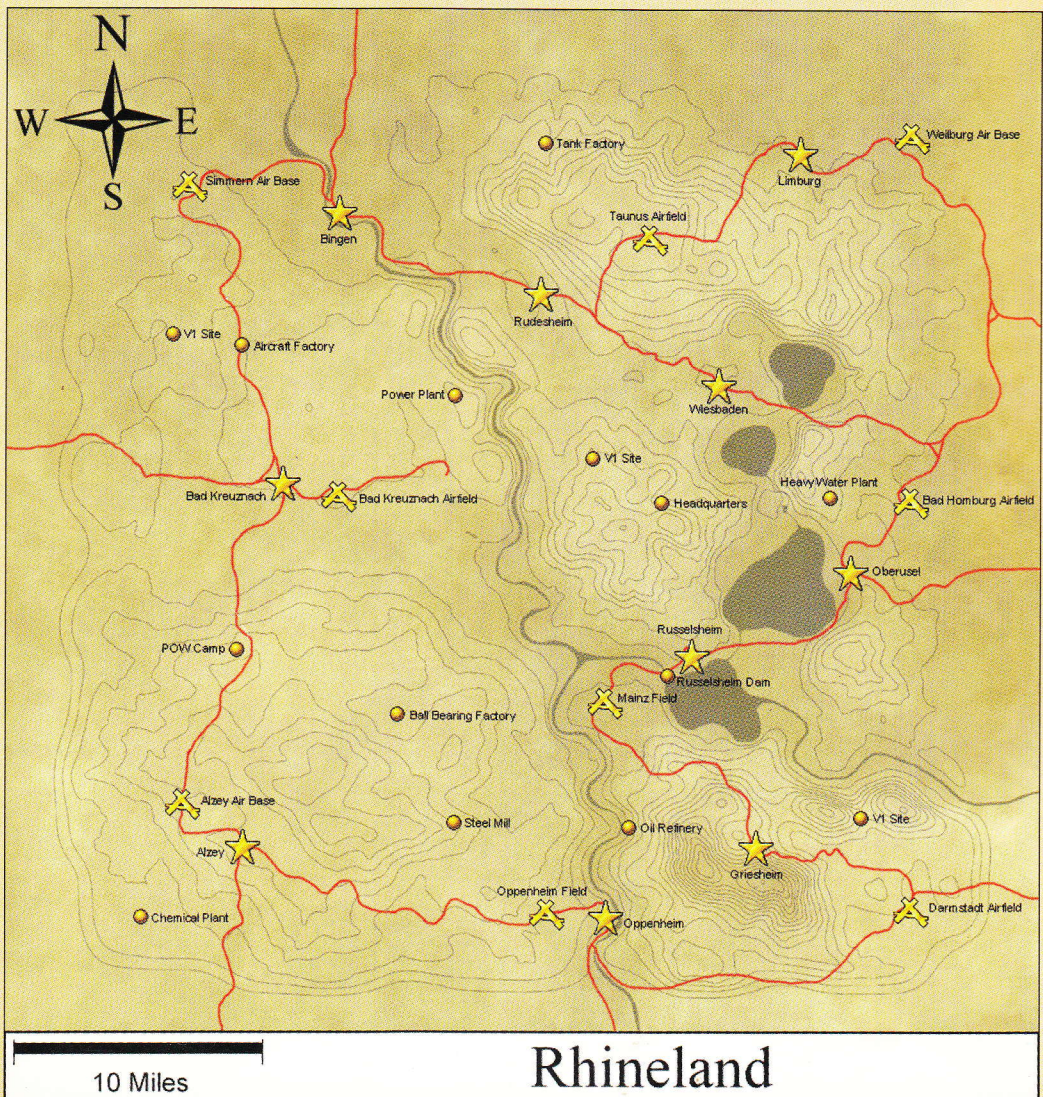 N
W
E
S
Tank Factory
Weilburg Air Base
Limburg
Simmern Air Base
Taunus Airfield
Bingen
Rudesheim
V1 Site
Aircraft Factory
Power Plant
Wiesbaden
V1 Site
Bad Kreuznach
Bad Kreuznach Airfield
Headquarters
Heavy Water Plant
Bad Homburg Airfield
Oberusel
Russelsheim
POW Camp
Russelsheim Dam
Mainz Field
Ball Bearing Factory
Alzey Air Base
Steel Mill
Oil Refinery
V1 Site
Alzey
Griesheim
Oppenheim Field
Chemical Plant
Oppenheim
Darmstadt Airfield
10 Miles
Rhineland